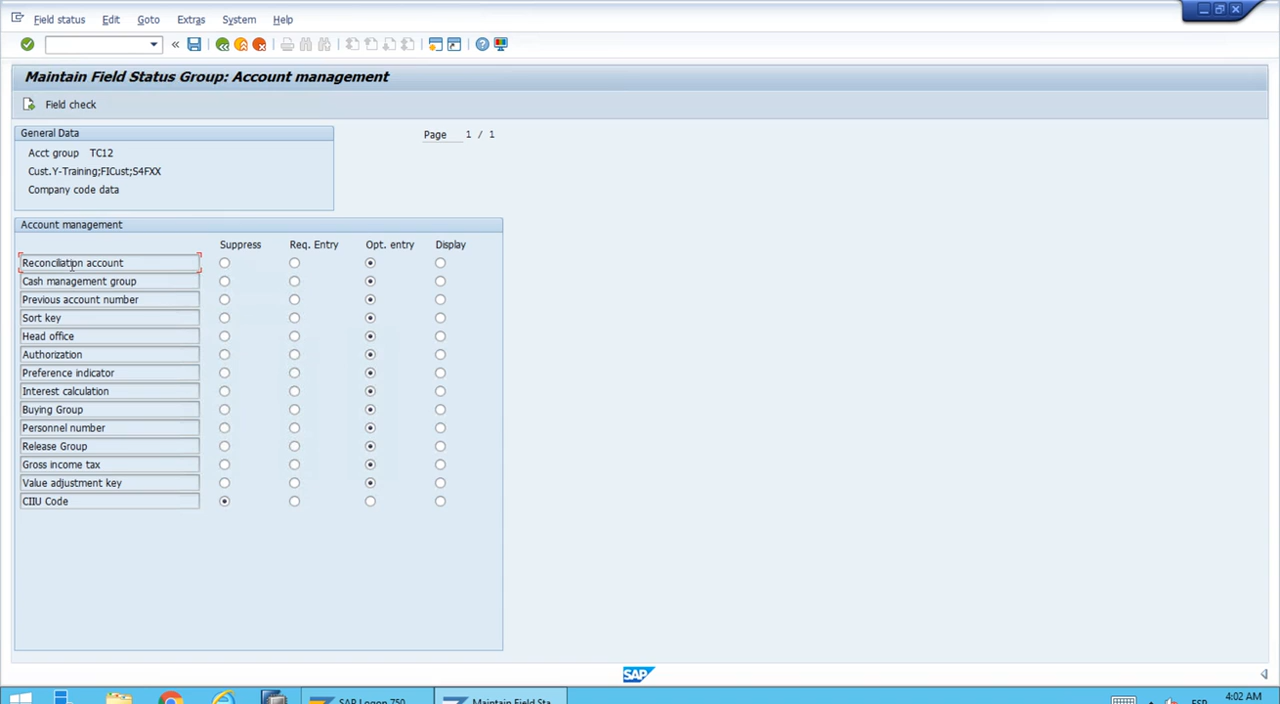 Field status Edit Goto Extras System Help
Maintain Field Status Group: Account management
Field check
General Data
Page 1 / 1
Acct group TC12
Cust.Y-Training;FICust;S4FXX
Company code data
Account management
Suppress Req. Entry Opt. entry Display
Reconciliation account
Cash management group
Previous account number
Sort key
Head office
Authorization
Preference indicator
Interest calculation
Buying Group
Personnel number
Release Group
Gross income tax
Value adjustment key
CIIU Code
SAP
SAP Logon 750
Maintain Field Sta...
ESP
4:02 AM